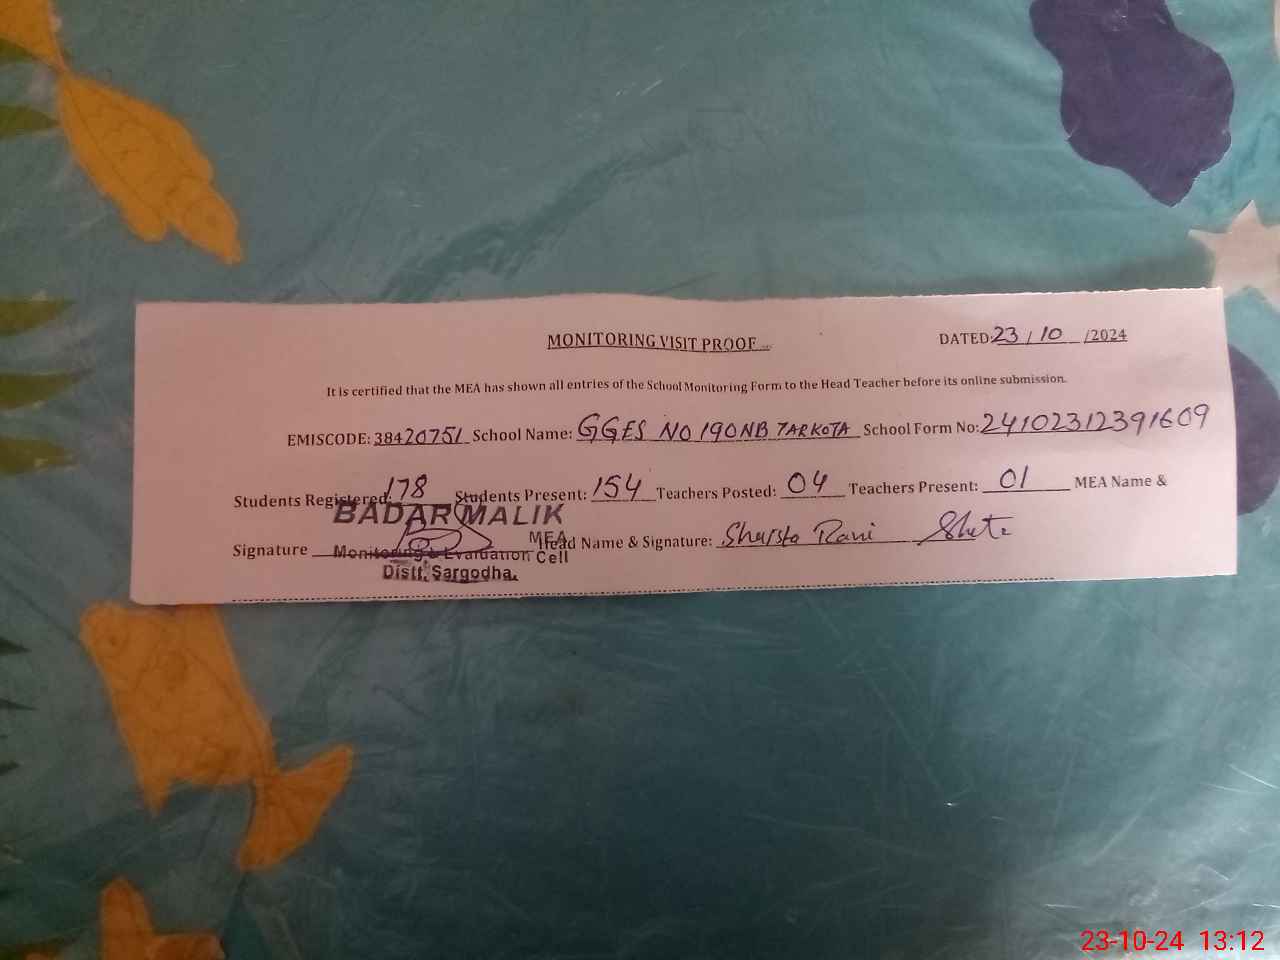 MONITORING VISIT PROOF
DATED: 23 / 10 /2024
It is certified that the MEA has shown all entries of the School Monitoring Form to the Head Teacher before its online submission.
EMISCODE: 38420751 School Name: GGES NO 190NB TARKOTA School Form No: 24102312391609
Students Registered: 178 Students Present: 154 Teachers Posted: 04 Teachers Present: 01 MEA Name &
Signature Head Name & Signature: Rani
BADAR MALIK
MEA
Monitoring & Evaluation Cell
Distt. Sargodha.
23-10-24 13:12